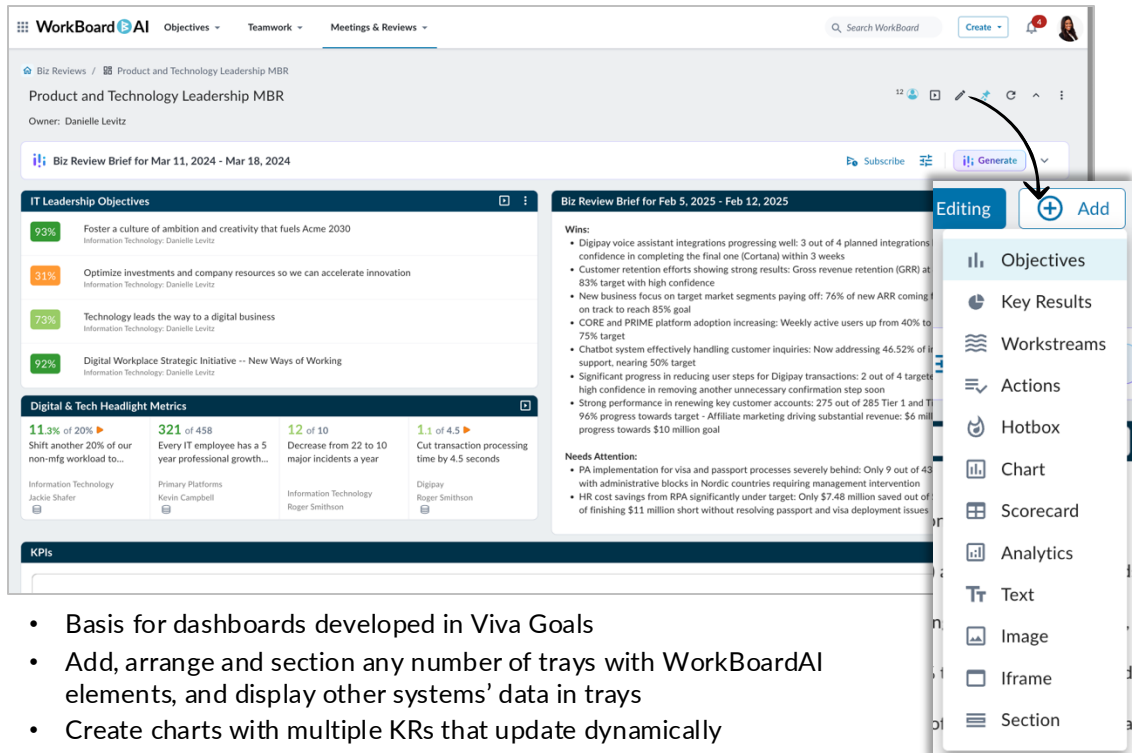 WorkBoard AI
Objectives
Teamwork
Meetings & Reviews
Search WorkBoard
Create
4
Biz Reviews / Product and Technology Leadership MBR
Product and Technology Leadership MBR
12
Owner: Danielle Levitz
Biz Review Brief for Mar 11, 2024 - Mar 18, 2024
Subscribe
Generate
IT Leadership Objectives
93%
Foster a culture of ambition and creativity that fuels Acme 2030
Information Technology: Danielle Levitz
31%
Optimize investments and company resources so we can accelerate innovation
Information Technology: Danielle Levitz
73%
Technology leads the way to a digital business
Information Technology: Danielle Levitz
92%
Digital Workplace Strategic Initiative -- New Ways of Working
Information Technology: Danielle Levitz
Digital & Tech Headlight Metrics
11.3% of 20%
Shift another 20% of our
non-mfg workload to...
Information Technology
Jackie Shafer
321 of 458
Every IT employee has a 5
year professional growth...
Primary Platforms
Kevin Campbell
12 of 10
Decrease from 22 to 10
major incidents a year
Information Technology
Roger Smithson
1.1 of 4.5
Cut transaction processing
time by 4.5 seconds
Digipay
Roger Smithson
Biz Review Brief for Feb 5, 2025 - Feb 12, 2025
Wins:
• Digipay voice assistant integrations progressing well: 3 out of 4 planned integrations
confidence in completing the final one (Cortana) within 3 weeks
• Customer retention efforts showing strong results: Gross revenue retention (GRR) at
83% target with high confidence
• New business focus on target market segments paying off: 76% of new ARR coming
on track to reach 85% goal
• CORE and PRIME platform adoption increasing: Weekly active users up from 40% to
75% target
• Chatbot system effectively handling customer inquiries: Now addressing 46.52% of
support, nearing 50% target
• Significant progress in reducing user steps for Digipay transactions: 2 out of 4
high confidence in removing another unnecessary confirmation step soon
• Strong performance in renewing key customer accounts: 275 out of 285 Tier 1 and
96% progress towards target - Affiliate marketing driving substantial revenue: $6
progress towards $10 million goal
Needs Attention:
• PA implementation for visa and passport processes severely behind: Only 9 out of 43
with administrative blocks in Nordic countries requiring management intervention
• HR cost savings from RPA significantly under target: Only $7.48 million saved out of
of finishing $11 million short without resolving passport and visa deployment issues
KPIs
Editing
Add
Objectives
Key Results
Workstreams
Actions
Hotbox
Chart
Scorecard
Analytics
Text
Image
Iframe
Section
• Basis for dashboards developed in Viva Goals
• Add, arrange and section any number of trays with WorkBoardAI
elements, and display other systems’ data in trays
• Create charts with multiple KRs that update dynamically